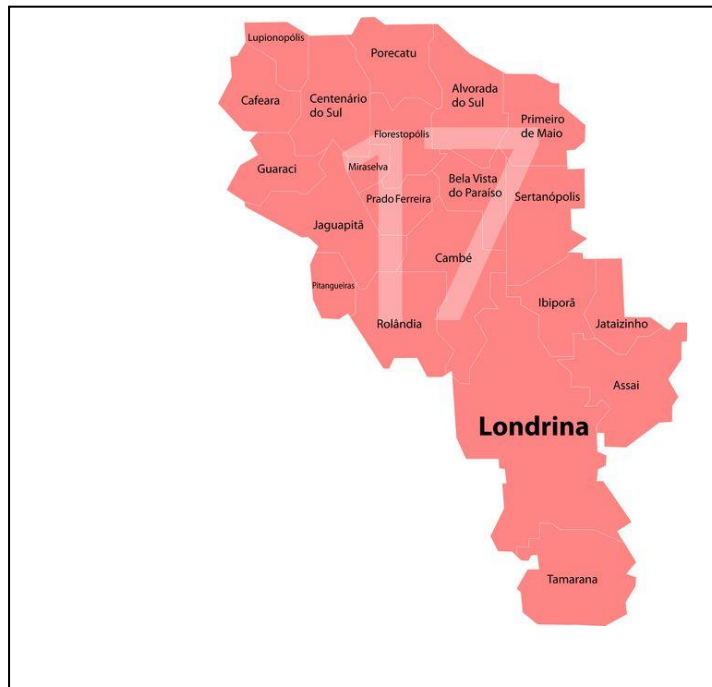 Lupionopólis
Porecatu
Alvorada
do Sul
Cafeara
Centenário
do Sul
Primeiro
de Maio
Florestopólis
Guaraci
Miraselva
Bela Vista
do Paraíso
Prado Ferreira
Sertanópolis
Jaguapitã
Cambé
Pitangueiras
Ibiporã
Rolândia
Jataizinho
Assai
Londrina
Tamarana
17